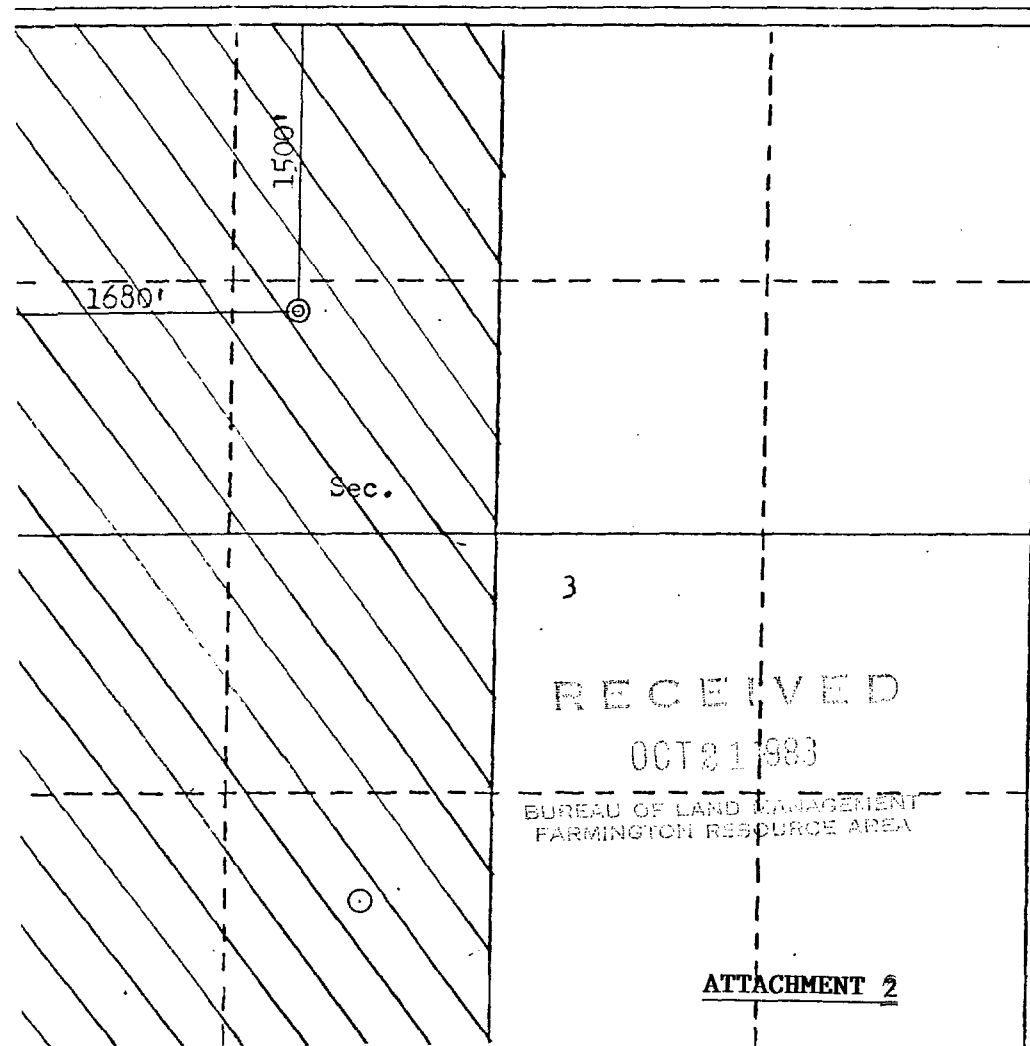 1500'
1680'
Sec.
3
RECEIVED
OCT 21 1983
BUREAU OF LAND MANAGEMENT
FARMINGTON RESOURCE AREA
ATTACHMENT 2